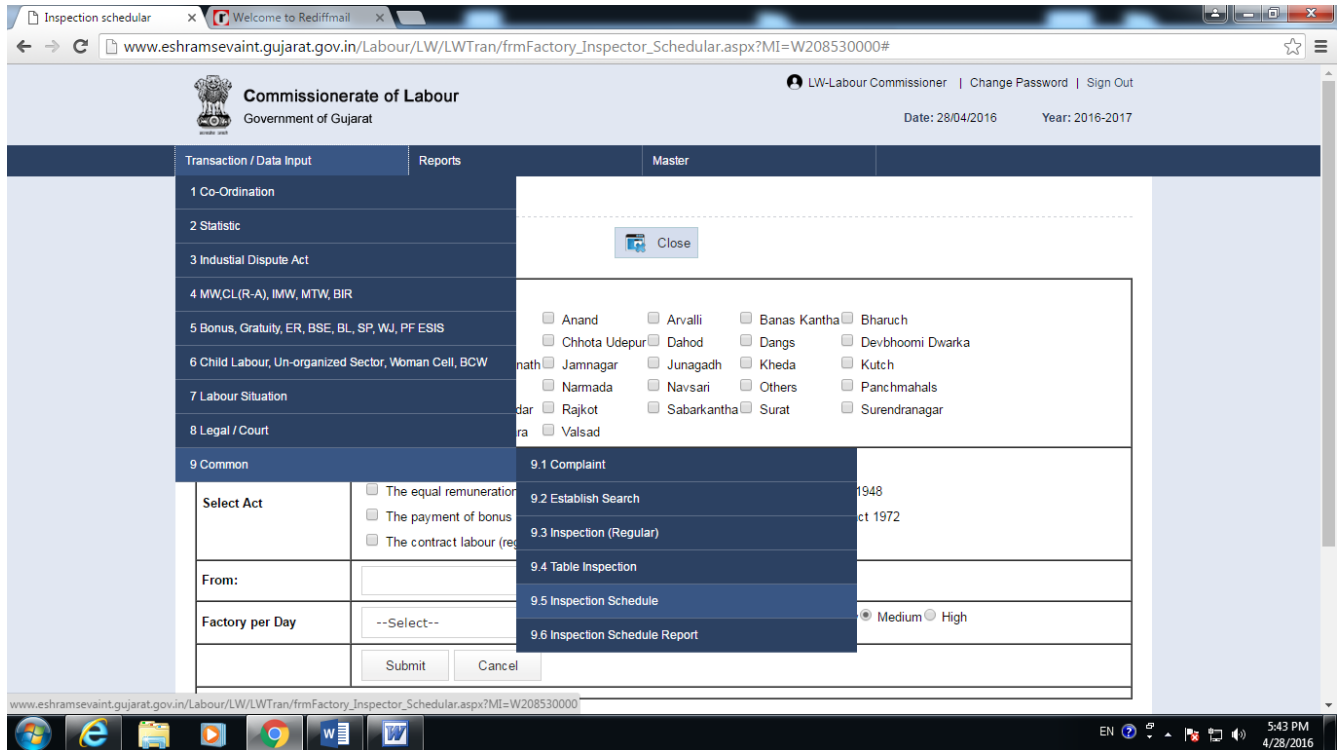 Inspection schedular
Welcome to Rediffmail
www.eshramsevaint.gujarat.gov.in/Labour/LW/LWTran/frmFactory_Inspector_Schedular.aspx?MI=W208530000#
Commissionerate of Labour
Government of Gujarat
LW-Labour Commissioner | Change Password | Sign Out
Date: 28/04/2016 Year: 2016-2017
Transaction / Data Input Reports Master
1 Co-Ordination
2 Statistic
3 Industial Dispute Act
4 MW,CL(R-A), IMW, MTW, BIR
5 Bonus, Gratuity, ER, BSE, BL, SP, WJ, PF ESIS
6 Child Labour, Un-organized Sector, Woman Cell, BCW
7 Labour Situation
8 Legal / Court
9 Common
Close
Anand Arvalli Banas Kantha Bharuch
Chhota Udepur Dahod Dangs Devbhoomi Dwarka
nath Jamnagar Junagadh Kheda Kutch
Narmada Navsari Others Panchmahals
dar Rajkot Sabarkantha Surat Surendranagar
ra Valsad
9.1 Complaint
9.2 Establish Search
9.3 Inspection (Regular)
9.4 Table Inspection
9.5 Inspection Schedule
9.6 Inspection Schedule Report
Select Act
The equal remuneration 1948
The payment of bonus ct 1972
The contract labour (reg
From:
Factory per Day --Select-- Medium High
Submit Cancel
www.eshramsevaint.gujarat.gov.in/Labour/LW/LWTran/frmFactory_Inspector_Schedular.aspx?MI=W208530000
EN 5:43 PM
4/28/2016